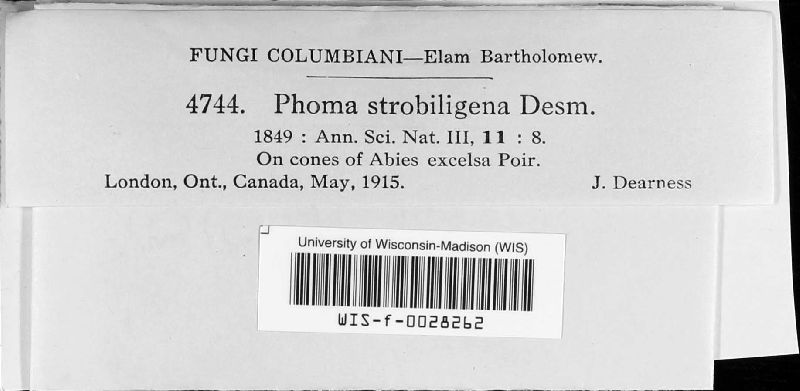 FUNGI COLUMBIANI—Elam Bartholomew.
4744. Phoma strobiligena Desm.
1849 : Ann. Sci. Nat. III, 11 : 8.
On cones of Abies excelsa Poir.
London, Ont., Canada, May, 1915. J. Dearness
University of Wisconsin-Madison (WIS)
WIS-f-0028262